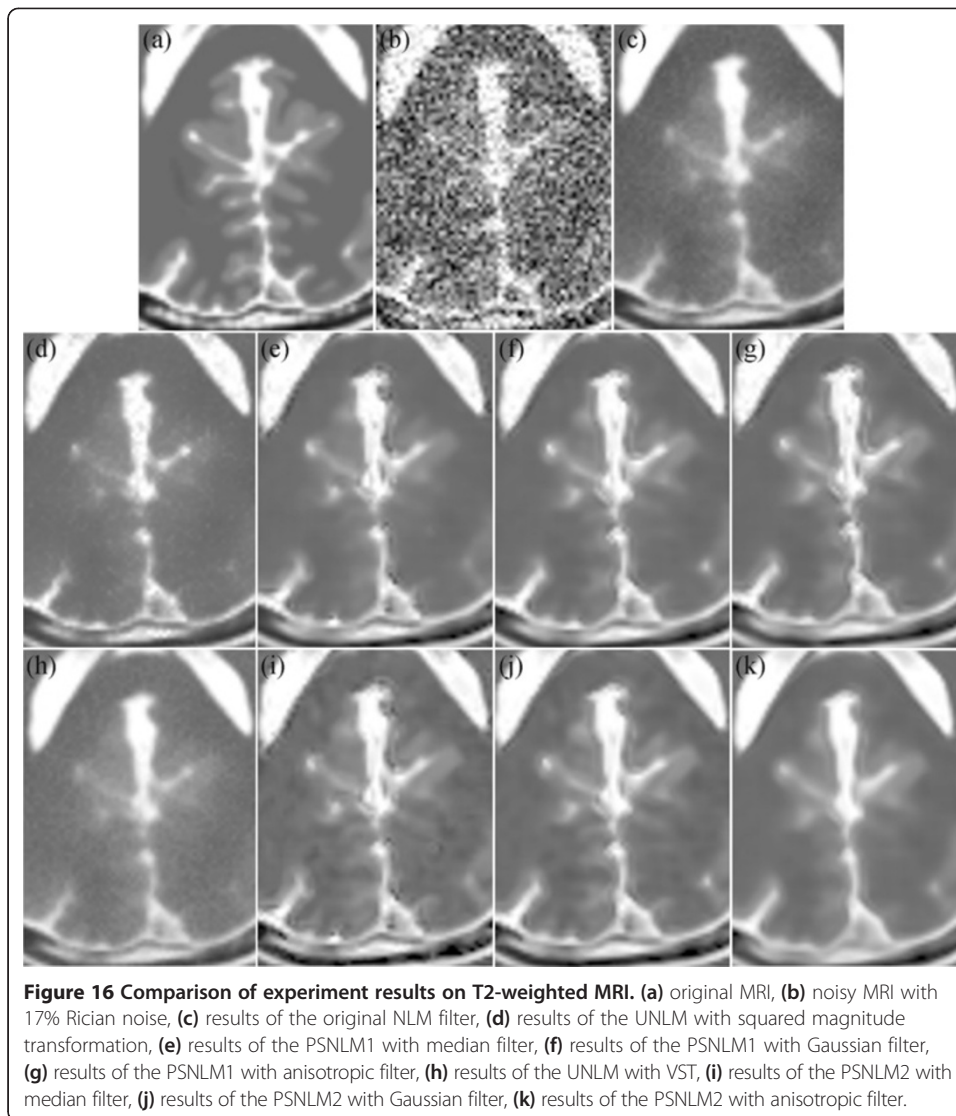 (a) (b) (c)
(d) (e) (f) (g)
(h) (i) (j) (k)
Figure 16 Comparison of experiment results on T2-weighted MRI. (a) original MRI, (b) noisy MRI with
17% Rician noise, (c) results of the original NLM filter, (d) results of the UNLM with squared magnitude
transformation, (e) results of the PSNLM1 with median filter, (f) results of the PSNLM1 with Gaussian filter,
(g) results of the PSNLM1 with anisotropic filter, (h) results of the UNLM with VST, (i) results of the PSNLM2 with
median filter, (j) results of the PSNLM2 with Gaussian filter, (k) results of the PSNLM2 with anisotropic filter.